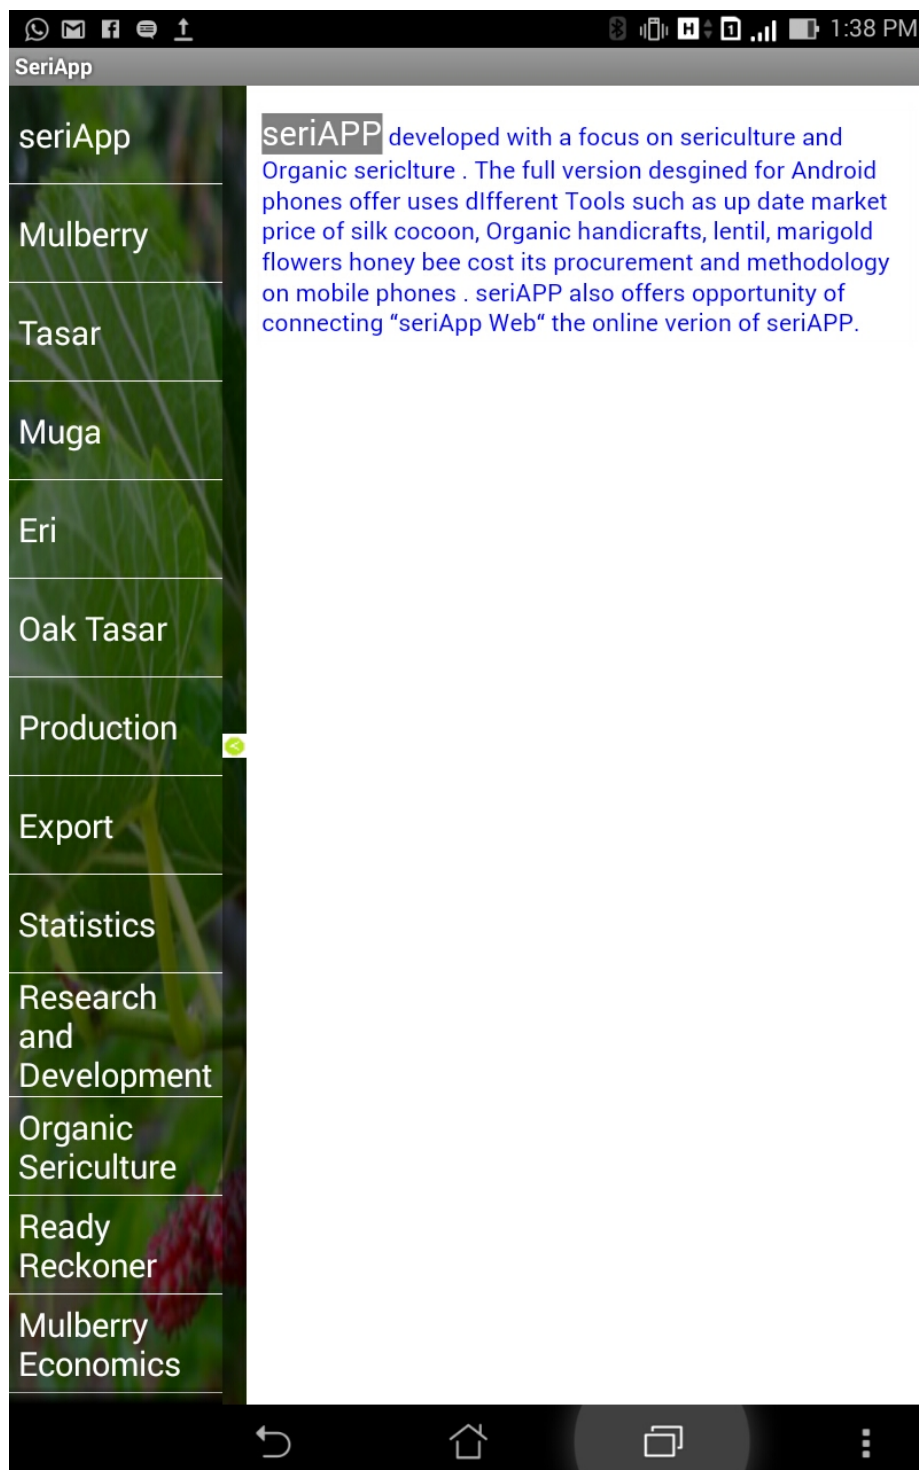 1:38 PM
SeriApp
seriApp
Mulberry
Tasar
Muga
Eri
Oak Tasar
Production
Export
Statistics
Research
and
Development
Organic
Sericulture
Ready
Reckoner
Mulberry
Economics
seriAPP developed with a focus on sericulture and
Organic sericlture . The full version desgined for Android
phones offer uses dIfferent Tools such as up date market
price of silk cocoon, Organic handicrafts, lentil, marigold
flowers honey bee cost its procurement and methodology
on mobile phones . seriAPP also offers opportunity of
connecting “seriApp Web“ the online verion of seriAPP.